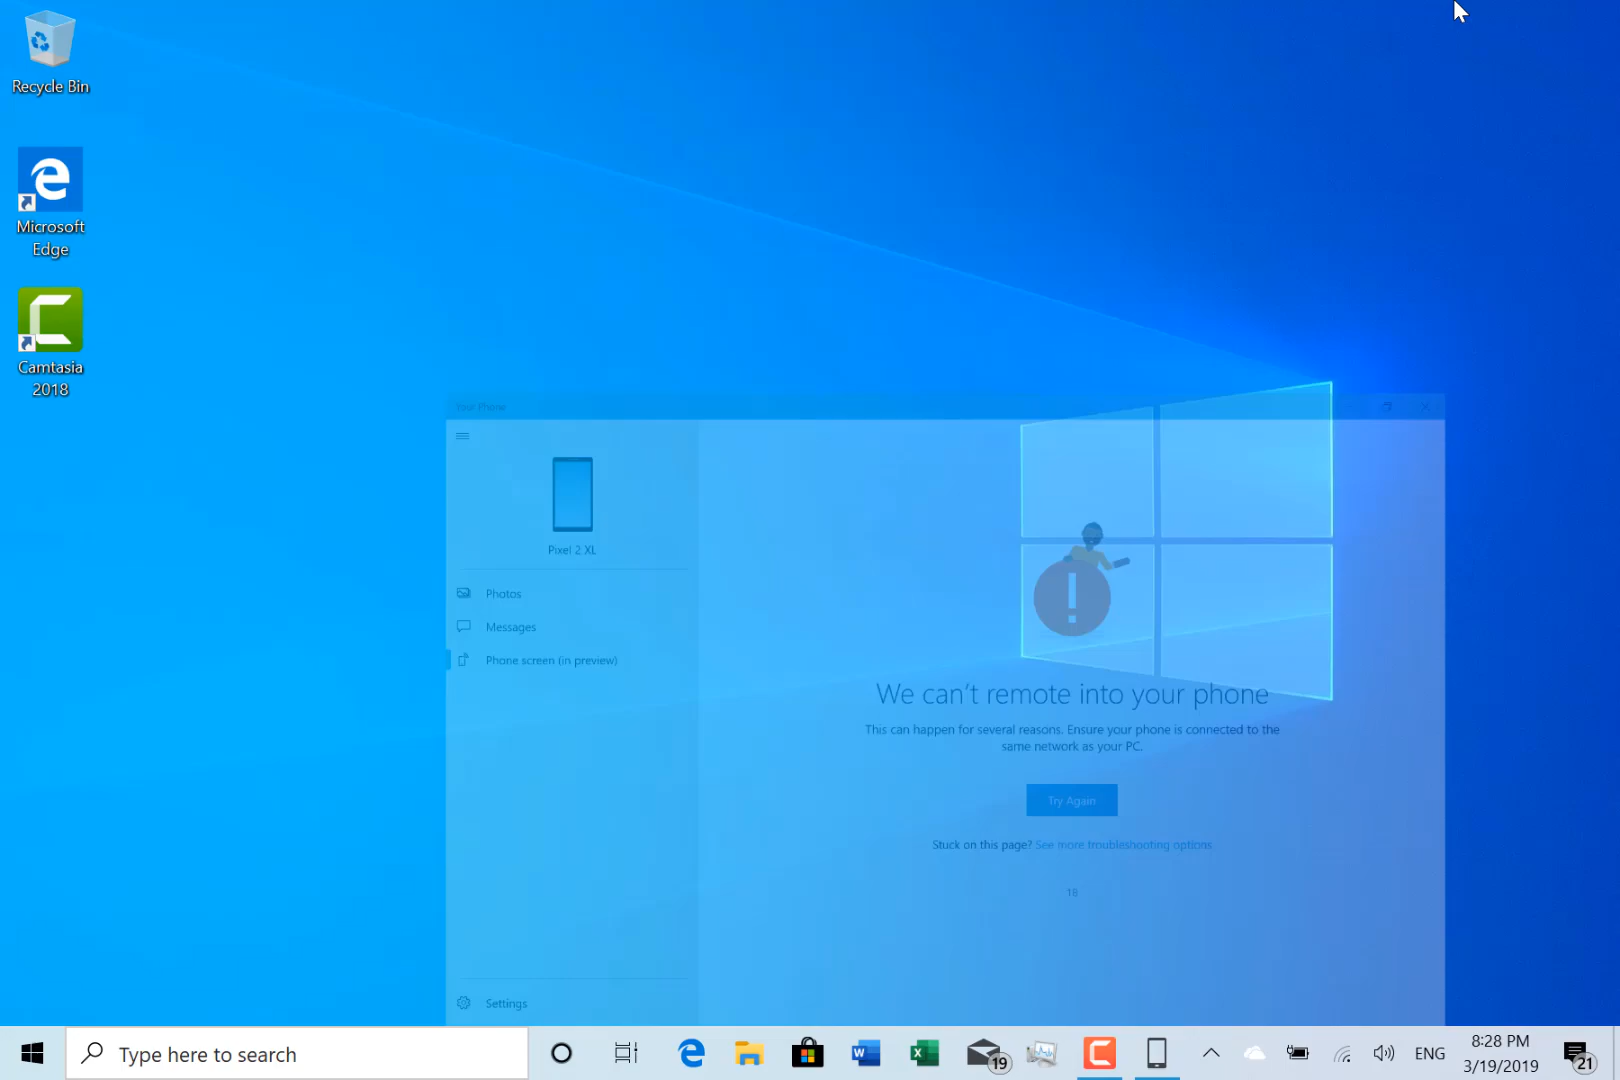 Recycle Bin
Microsoft
Edge
Camtasia
2018
Your Phone
Pixel 2 XL
Photos
Messages
Phone screen (in preview)
Settings
We can't remote into your phone
This can happen for several reasons. Ensure your phone is connected to the
same network as your PC.
Try Again
Stuck on this page? See more troubleshooting options
18
Type here to search
19
ENG
8:28 PM
3/19/2019
21